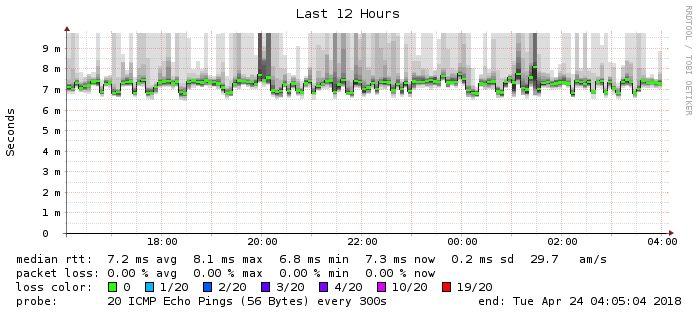 Last 12 Hours
RRDTOOL / TOBI OETIKER
Seconds
9 m
8 m
7 m
6 m
5 m
4 m
3 m
2 m
1 m
0
18:00 20:00 22:00 00:00 02:00 04:00
median rtt: 7.2 ms avg 8.1 ms max 6.8 ms min 7.3 ms now 0.2 ms sd 29.7 am/s
packet loss: 0.00 % avg 0.00 % max 0.00 % min 0.00 % now
loss color: 0 1/20 2/20 3/20 4/20 10/20 19/20
probe: 20 ICMP Echo Pings (56 Bytes) every 300s end: Tue Apr 24 04:05:04 2018